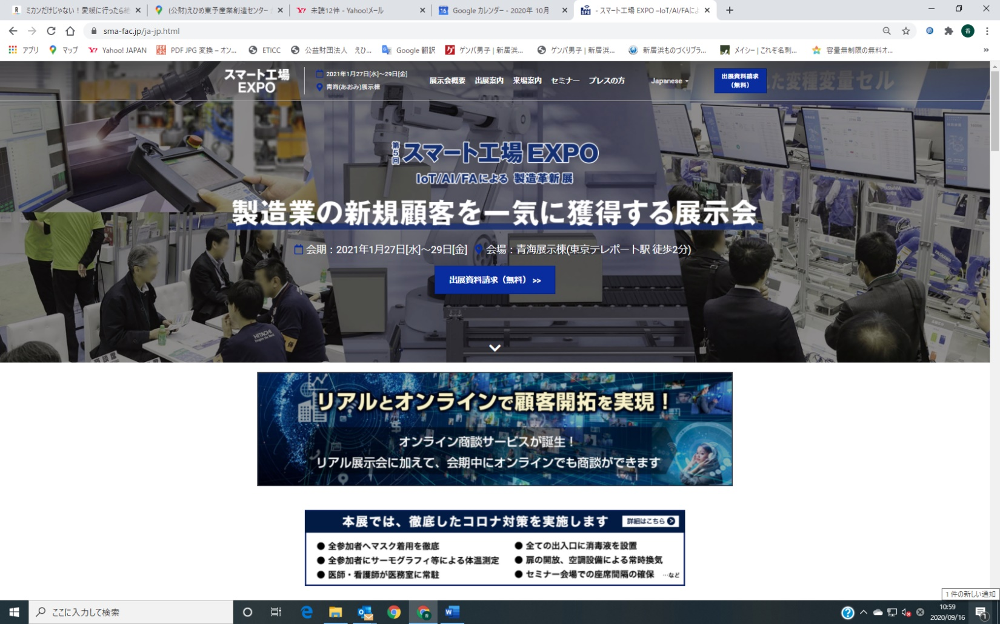 ミカンだけじゃない！愛媛に行ったら絶
(公財)えひめ東予産業創造センター
未読12件 - Yahoo!メール
Google カレンダー - 2020年 10月
- スマート工場 EXPO –IoT/AI/FAによ
sma-fac.jp/ja-jp.html
香
アプリ
マップ
Yahoo! JAPAN
PDF JPG 変換 – オン...
ETICC
公益財団法人 えひ...
Google 翻訳
ゲンバ男子 | 新居浜...
ゲンバ男子 | 新居浜...
新居浜ものづくりブラ...
メイシー | これぞ名刺...
容量無制限の無料オ...
»
スマート工場
EXPO
2021年1月27日[水]～29日[金]
青海(あおみ)展示棟
展示会概要 出展案内 来場案内 セミナー プレスの方
Japanese
出展資料請求
（無料）
た変種変量セル
第5回 スマート工場 EXPO
IoT/AI/FAによる 製造革新 展
製造業の新規顧客を一気に獲得する展示会
会期：2021年1月27日[水]～29日[金] 会場：青海展示棟(東京テレポート駅 徒歩2分)
出展資料請求（無料） >>
HITACHI
リアルとオンラインで顧客開拓を実現！
オンライン商談サービスが誕生！
リアル展示会に加えて、会期中にオンラインでも商談ができます
本展では、徹底したコロナ対策を実施します
詳細はこちら
● 全参加者へマスク着用を徹底
● 全参加者にサーモグラフィ等による体温測定
● 医師・看護師が医務室に常駐
● 全ての出入口に消毒液を設置
● 扉の開放、空調設備による常時換気
● セミナー会場での座席間隔の確保 …など
1 件の新しい通知
ここに入力して検索
10:59
2020/09/16
1